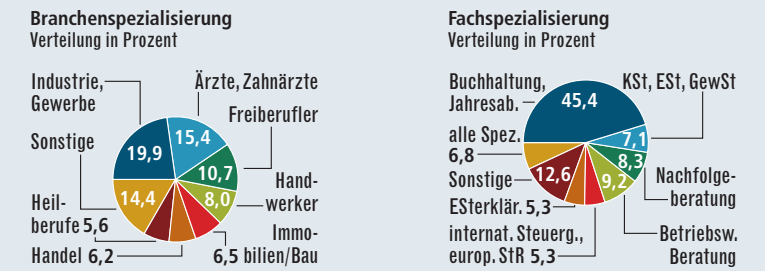 Branchenspezialisierung
Verteilung in Prozent
Industrie,
Gewerbe
Ärzte, Zahnärzte
Freiberufler
Sonstige
19,9
15,4
10,7
8,0
14,4
Hand-
werker
Heil-
berufe 5,6
Handel 6,2
Immo-
6,5 bilien/Bau
Fachspezialisierung
Verteilung in Prozent
Buchhaltung,
Jahresab.
KSt, ESt, GewSt
45,4
7,1
8,3
9,2
12,6
alle Spez.
6,8
Sonstige
ESterklär. 5,3
internat. Steuerg.,
europ. StR 5,3
Nachfolge-
beratung
Betriebsw.
Beratung